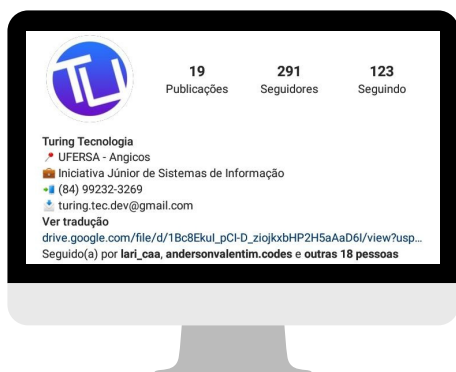 TU
19 291 123
Publicações Seguidores Seguindo
Turing Tecnologia
UFERSA - Angicos
Iniciativa Júnior de Sistemas de Informação
(84) 99232-3269
turing.tec.dev@gmail.com
Ver tradução
drive.google.com/file/d/1Bc8EkuI_pCI-D_ziojkxbHP2H5aAaD6I/view?usp...
Seguido(a) por lari_caa, andersonvalentim.codes e outras 18 pessoas